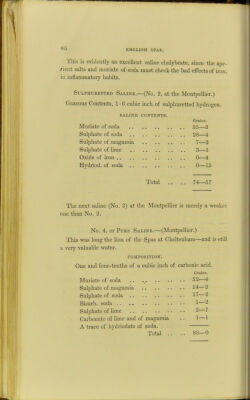 86 ENGLISH SPAS.
This is evidently an excellent saline chalybeate, since the ape-
rient salts and muriate of soda must check the bad effects of iron,
in inflammatory habits.
SULPHURETTED SALINE.—(No. 2, at the Montpellier.)
Gaseous Contents, 1·6 cubic inch of sulphuretted hydrogen.
SALINE CONTENTS.
Grains.
Muriate of soda .. .. .. .. .. .. 35—3
Sulphate of soda .. .. .. .. .. .. 28—4
Sulphate of magnesia .. .. .. .. .. 7—2
Sulphate of lime .. .. .. .. .. .. 3—1
Oxide of iron .. .. .. .. .. .. .. 0—4
Hydriod. of soda .. .. .. .. .. .. 0—13
Total .. .. 74—57
The next saline (No. 3) at the Montpellier is merely a weaker
one than No. 2.
No. 4, or PURE SALINE.—(Montpellier.)
This was long the lion of the Spas at Cheltenham—and is still
a very valuable water.
COMPOSITION.
One and four-tenths of a cubic inch of carbonic acid.
Grains.
Muriate of soda .. .. .. .. .. .. 52—4
Sulphate of magnesia .. .. .. .. .. 14—2
Sulphate of soda .. .. .. .. .. .. 17—2
Bicarb. soda .. .. .. .. .. .. .. 1—2
Sulphate of lime .. .. .. .. .. .. 2—7
Carbonate of lime and of magnesia .. 1—1
A trace of hydriodate of soda.
Total .. .. 88—9